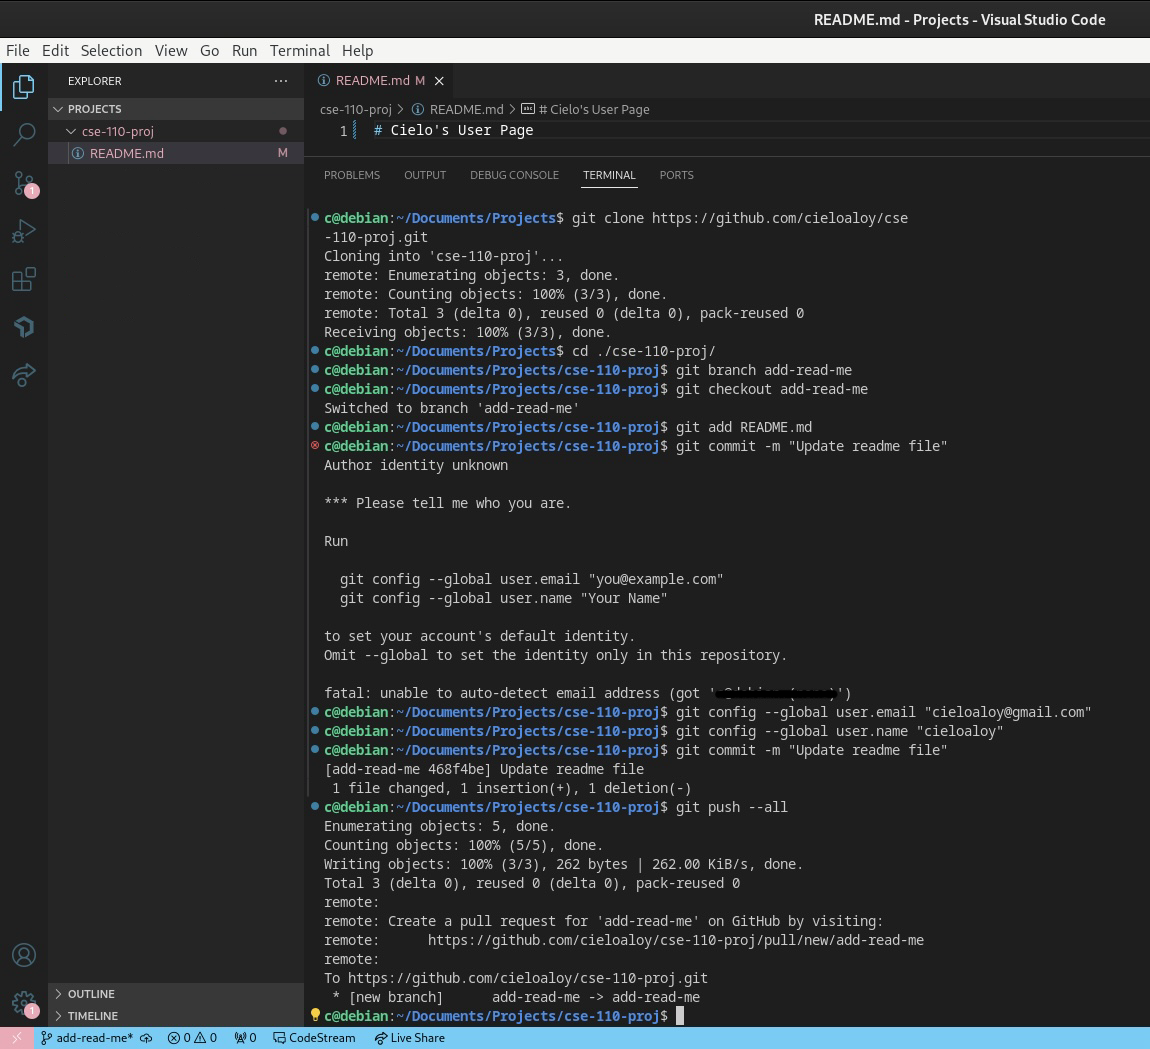 README.md - Projects - Visual Studio Code
File Edit Selection View Go Run Terminal Help
EXPLORER
PROJECTS
cse-110-proj
README.md M
README.md M
cse-110-proj > README.md > # Cielo's User Page
1 # Cielo's User Page
PROBLEMS OUTPUT DEBUG CONSOLE TERMINAL PORTS
c@debian:~/Documents/Projects$ git clone https://github.com/cieloaloy/cse
-110-proj.git
Cloning into 'cse-110-proj'...
remote: Enumerating objects: 3, done.
remote: Counting objects: 100% (3/3), done.
remote: Total 3 (delta 0), reused 0 (delta 0), pack-reused 0
Receiving objects: 100% (3/3), done.
c@debian:~/Documents/Projects$ cd ./cse-110-proj/
c@debian:~/Documents/Projects/cse-110-proj$ git branch add-read-me
c@debian:~/Documents/Projects/cse-110-proj$ git checkout add-read-me
Switched to branch 'add-read-me'
c@debian:~/Documents/Projects/cse-110-proj$ git add README.md
c@debian:~/Documents/Projects/cse-110-proj$ git commit -m "Update readme file"
Author identity unknown
*** Please tell me who you are.
Run
git config --global user.email "you@example.com"
git config --global user.name "Your Name"
to set your account's default identity.
Omit --global to set the identity only in this repository.
fatal: unable to auto-detect email address (got '')
c@debian:~/Documents/Projects/cse-110-proj$ git config --global user.email "cieloaloy@gmail.com"
c@debian:~/Documents/Projects/cse-110-proj$ git config --global user.name "cieloaloy"
c@debian:~/Documents/Projects/cse-110-proj$ git commit -m "Update readme file"
[add-read-me 468f4be] Update readme file
1 file changed, 1 insertion(+), 1 deletion(-)
c@debian:~/Documents/Projects/cse-110-proj$ git push --all
Enumerating objects: 5, done.
Counting objects: 100% (5/5), done.
Writing objects: 100% (3/3), 262 bytes | 262.00 KiB/s, done.
Total 3 (delta 0), reused 0 (delta 0), pack-reused 0
remote:
remote: Create a pull request for 'add-read-me' on GitHub by visiting:
remote: https://github.com/cieloaloy/cse-110-proj/pull/new/add-read-me
remote:
To https://github.com/cieloaloy/cse-110-proj.git
* [new branch] add-read-me -> add-read-me
c@debian:~/Documents/Projects/cse-110-proj$
1
OUTLINE
TIMELINE
1
add-read-me* 0 0 0 CodeStream Live Share